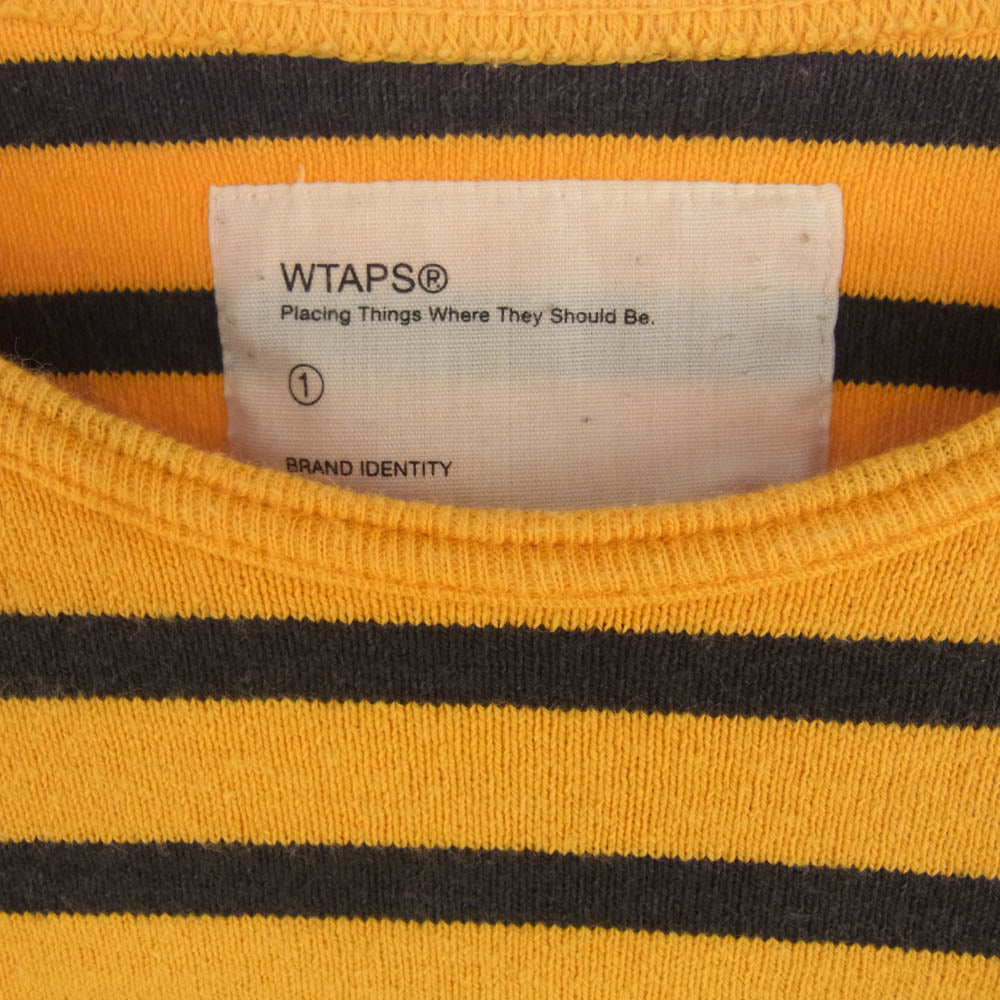 WTAPS®
Placing Things Where They Should Be.
①
BRAND IDENTITY